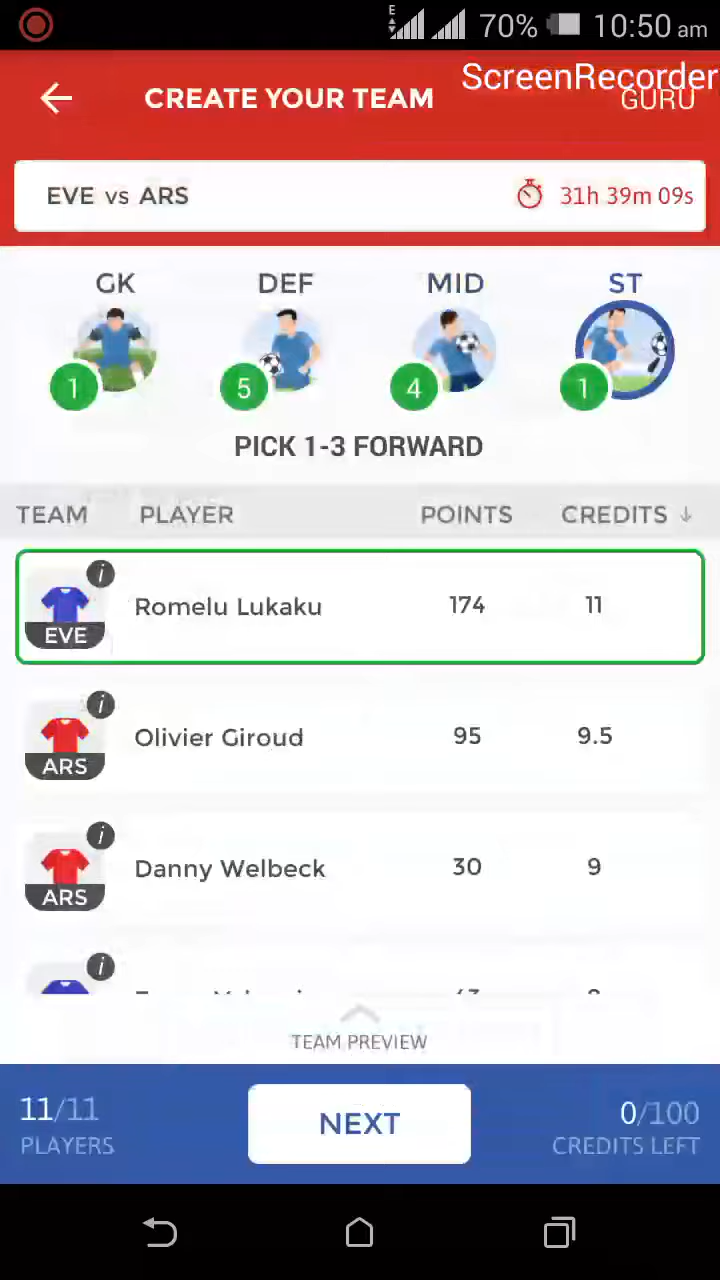 E 70% 10:50 am
ScreenRecorder
CREATE YOUR TEAM GURU
EVE vs ARS 31h 39m 09s
GK DEF MID ST
1 5 4 1
PICK 1-3 FORWARD
TEAM PLAYER POINTS CREDITS ↓
i
Romelu Lukaku 174 11
EVE
i
Olivier Giroud 95 9.5
ARS
i
Danny Welbeck 30 9
ARS
i
TEAM PREVIEW
11/11 NEXT 0/100
PLAYERS CREDITS LEFT